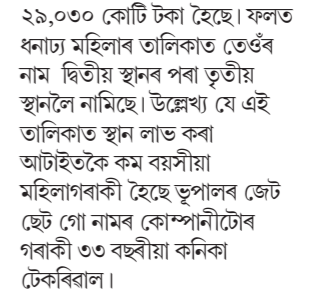 ২৯,০৩০ কোটি টকা হৈছে। ফলত
ধনাঢ্য মহিলাৰ তালিকাত তেওঁৰ
নাম দ্বিতীয় স্থানৰ পৰা তৃতীয়
স্থানলৈ নামিছে। উল্লেখ্য যে এই
তালিকাত স্থান লাভ কৰা
আটাইতকৈ কম বয়সীয়া
মহিলাগৰাকী হৈছে ভূপালৰ জেট
ছেট গো নামৰ কোম্পানীটোৰ
গৰাকী ৩৩ বছৰীয়া কনিকা
টেকৰিৱাল।